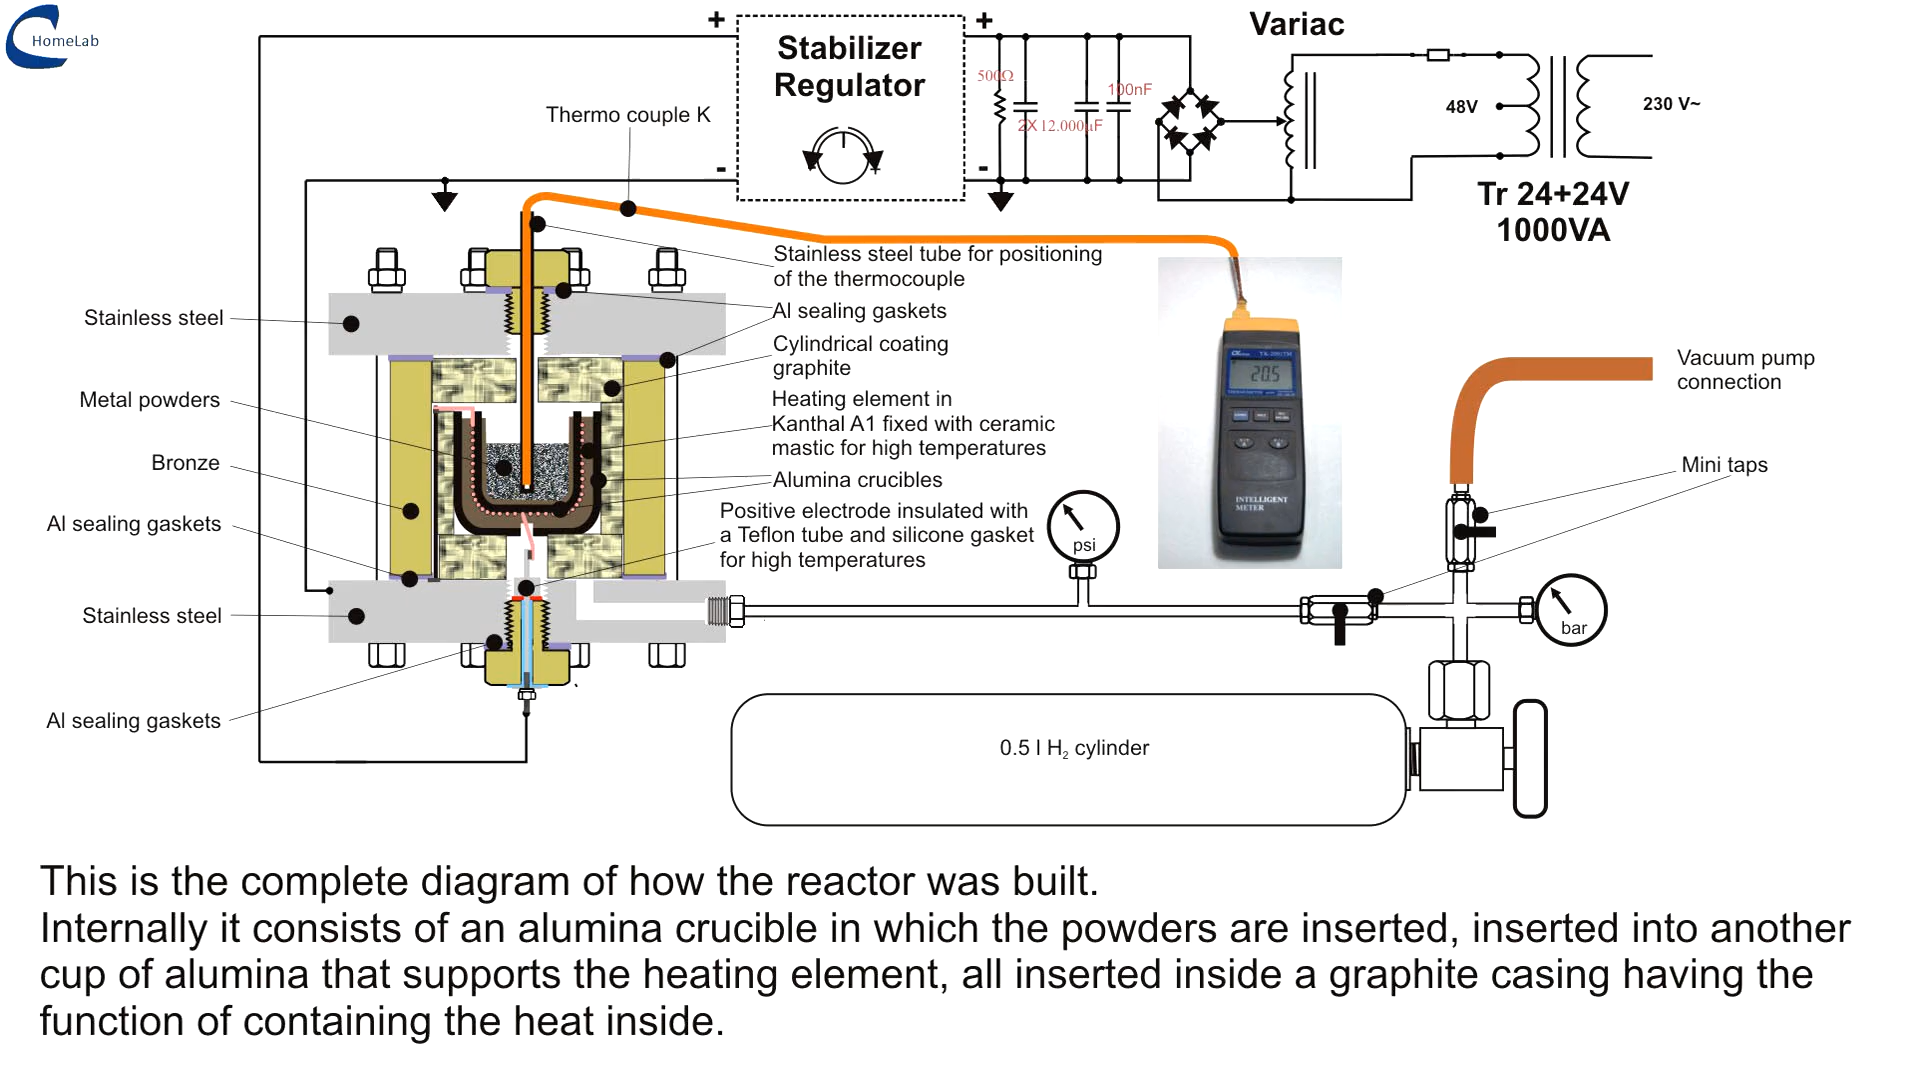 HomeLab
+
Stabilizer
Regulator
+
-
-
Variac
500Ω
2X 12.000µF
100nF
48V
230 V~
Tr 24+24V
1000VA
Thermo couple K
Stainless steel tube for positioning
of the thermocouple
Al sealing gaskets
Cylindrical coating
graphite
Heating element in
Kanthal A1 fixed with ceramic
mastic for high temperatures
Alumina crucibles
Positive electrode insulated with
a Teflon tube and silicone gasket
for high temperatures
Stainless steel
Metal powders
Bronze
Al sealing gaskets
Stainless steel
Al sealing gaskets
20.5
INTELLIGENT
METER
Vacuum pump
connection
Mini taps
psi
bar
0.5 l H₂ cylinder
This is the complete diagram of how the reactor was built.
Internally it consists of an alumina crucible in which the powders are inserted, inserted into another
cup of alumina that supports the heating element, all inserted inside a graphite casing having the
function of containing the heat inside.